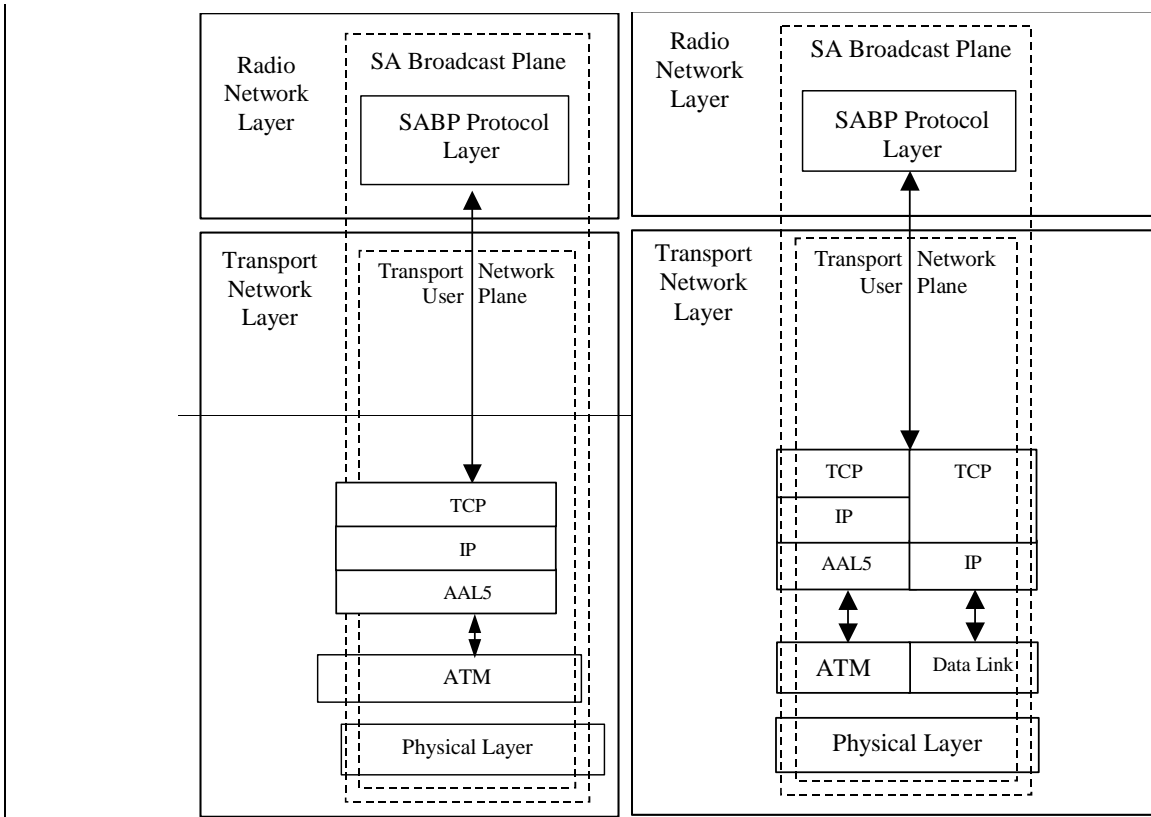 Radio
Network
Layer
SA Broadcast Plane
SABP Protocol
Layer
Transport
Network
Layer
Transport Network
User Plane
TCP
IP
AAL5
ATM
Physical Layer
Radio
Network
Layer
SA Broadcast Plane
SABP Protocol
Layer
Transport
Network
Layer
Transport Network
User Plane
TCP TCP
IP
AAL5 IP
ATM Data Link
Physical Layer